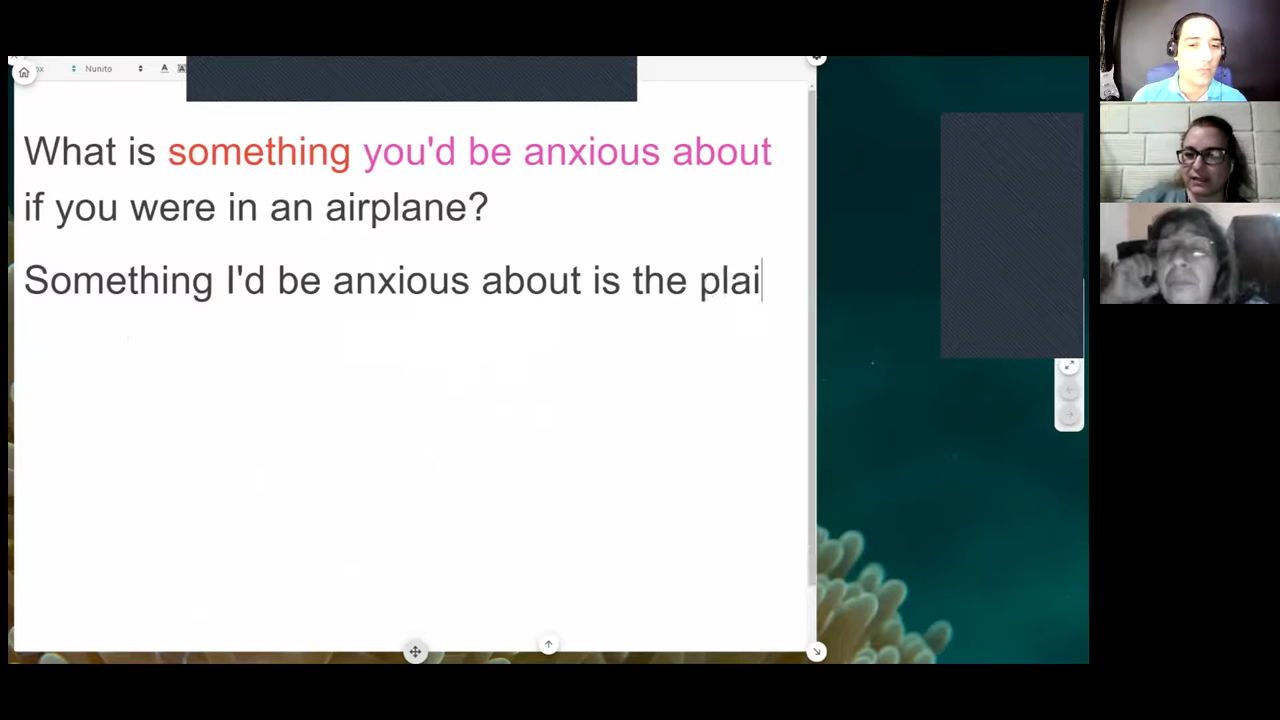 Nunito
What is something you'd be anxious about
if you were in an airplane?
Something I'd be anxious about is the plai